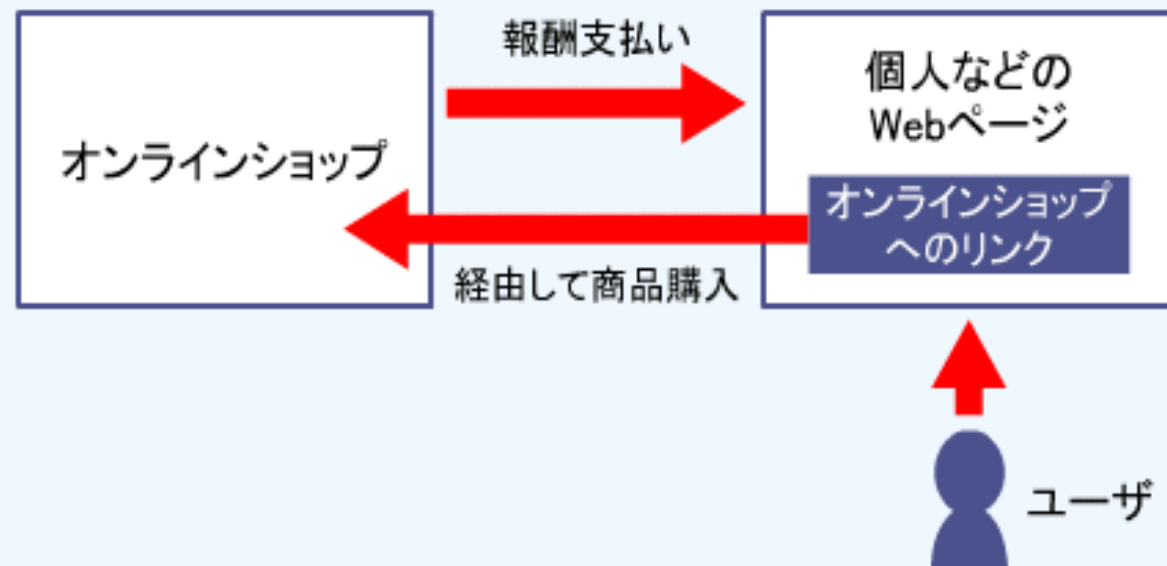 報酬支払い
オンラインショップ
個人などの
Webページ
オンラインショップ
へのリンク
経由して商品購入
ユーザ